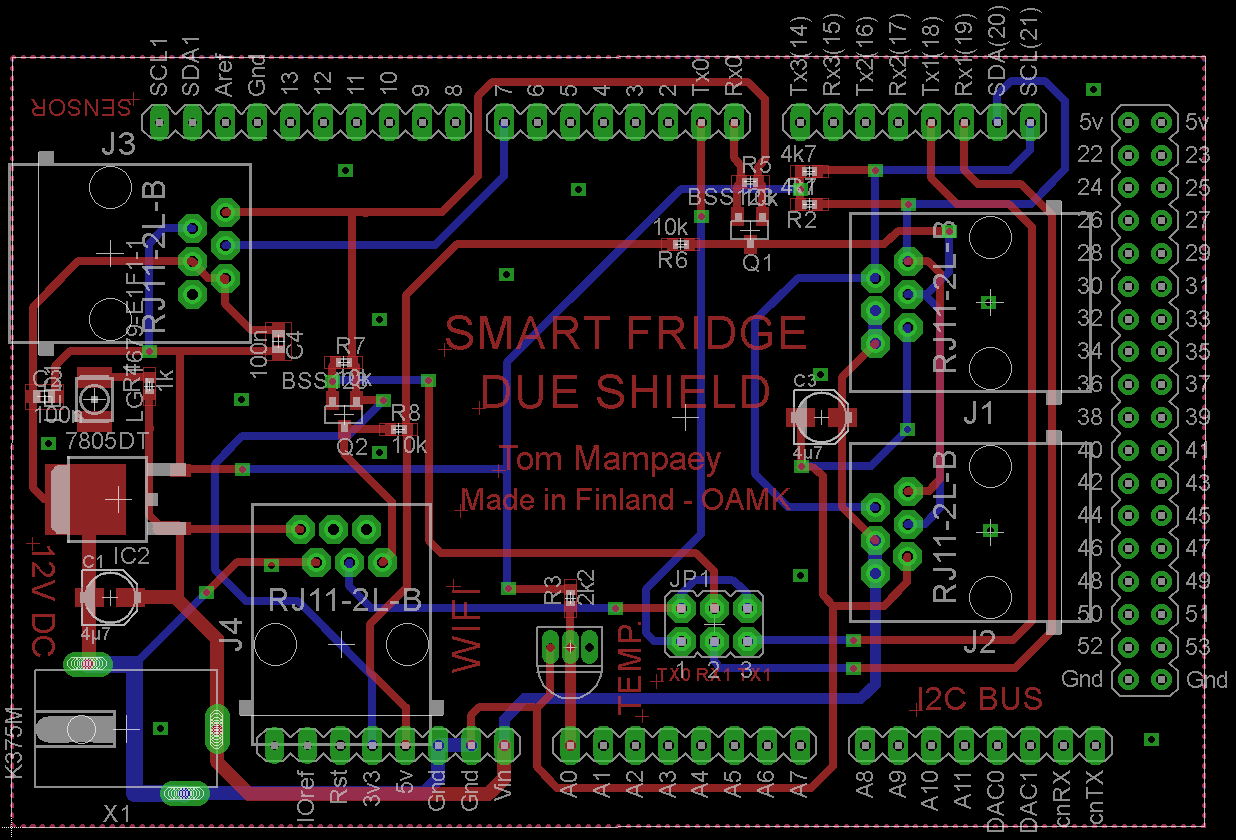 SCL1
SDA1
Aref
Gnd
13
12
11
10
9
8
7
6
5
4
3
2
Tx0
Rx0
Tx3(14)
Rx3(15)
Tx2(16)
Rx2(17)
Tx1(18)
Rx1(19)
SDA(20)
SCL(21)
SENSOR
J3
RJ11-2L-B
5v 5v
22 23
24 25
26 27
28 29
30 31
32 33
34 35
36 37
38 39
40 41
42 43
44 45
46 47
48 49
50 51
52 53
Gnd Gnd
4k7
R5
R2
10k
R6
Q1
J1
RJ11-2L-B
SMART FRIDGE
DUE SHIELD
Tom Mampaey
Made in Finland - OAMK
100n
C4
R7
Q2
R8
10k
1k
100n
7805DT
IC2
C3
4u7
12V DC
C1
4u7
RJ11-2L-B
J4
WIFI
R3
2K2
TEMP.
JP1
1 2 3
TX0 RX1 TX1
RJ11-2L-B
J2
I2C BUS
K375M
X1
IOref
Rst
3v3
5v
Gnd
Gnd
Vin
A0
A1
A2
A3
A4
A5
A6
A7
A8
A9
A10
A11
DAC0
DAC1
cnRX
cnTX